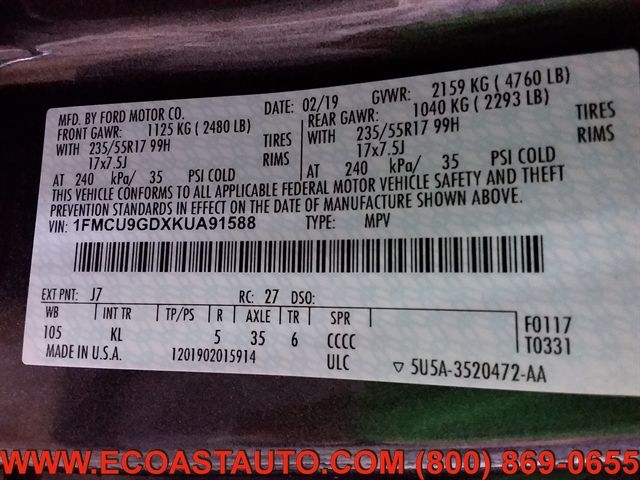 MFD. BY FORD MOTOR CO. DATE: 02/19 GVWR: 2159 KG ( 4760 LB)
FRONT GAWR: 1125 KG ( 2480 LB) REAR GAWR: 1040 KG ( 2293 LB)
WITH 235/55R17 99H TIRES WITH 235/55R17 99H TIRES
17x7.5J RIMS 17x7.5J RIMS
AT 240 kPa/ 35 PSI COLD AT 240 kPa/ 35 PSI COLD
THIS VEHICLE CONFORMS TO ALL APPLICABLE FEDERAL MOTOR VEHICLE SAFETY AND THEFT
PREVENTION STANDARDS IN EFFECT ON THE DATE OF MANUFACTURE SHOWN ABOVE.
VIN: 1FMCU9GDXKUA91588 TYPE: MPV
EXT PNT: J7 RC: 27 DSO:
WB INT TR TP/PS R AXLE TR SPR F0117
105 KL 5 35 6 CCCC T0331
MADE IN U.S.A. 1201902015914 ULC ▽ 5U5A-3520472-AA
WWW.ECOASTAUTO.COM (800) 869-0655